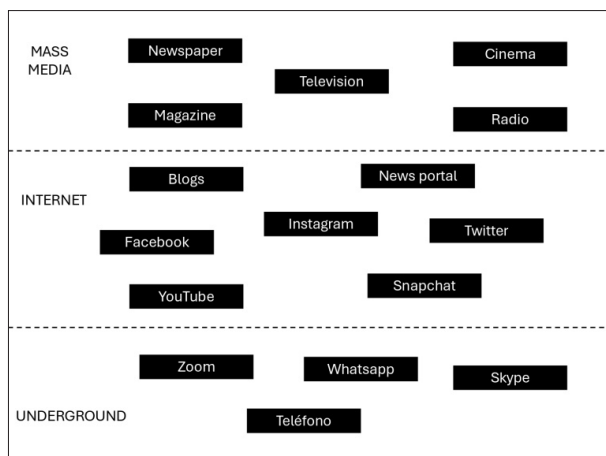 MASS
MEDIA
Newspaper
Cinema
Television
Magazine
Radio
INTERNET
Blogs
News portal
Instagram
Twitter
Facebook
Snapchat
YouTube
UNDERGROUND
Zoom
Whatsapp
Skype
Teléfono